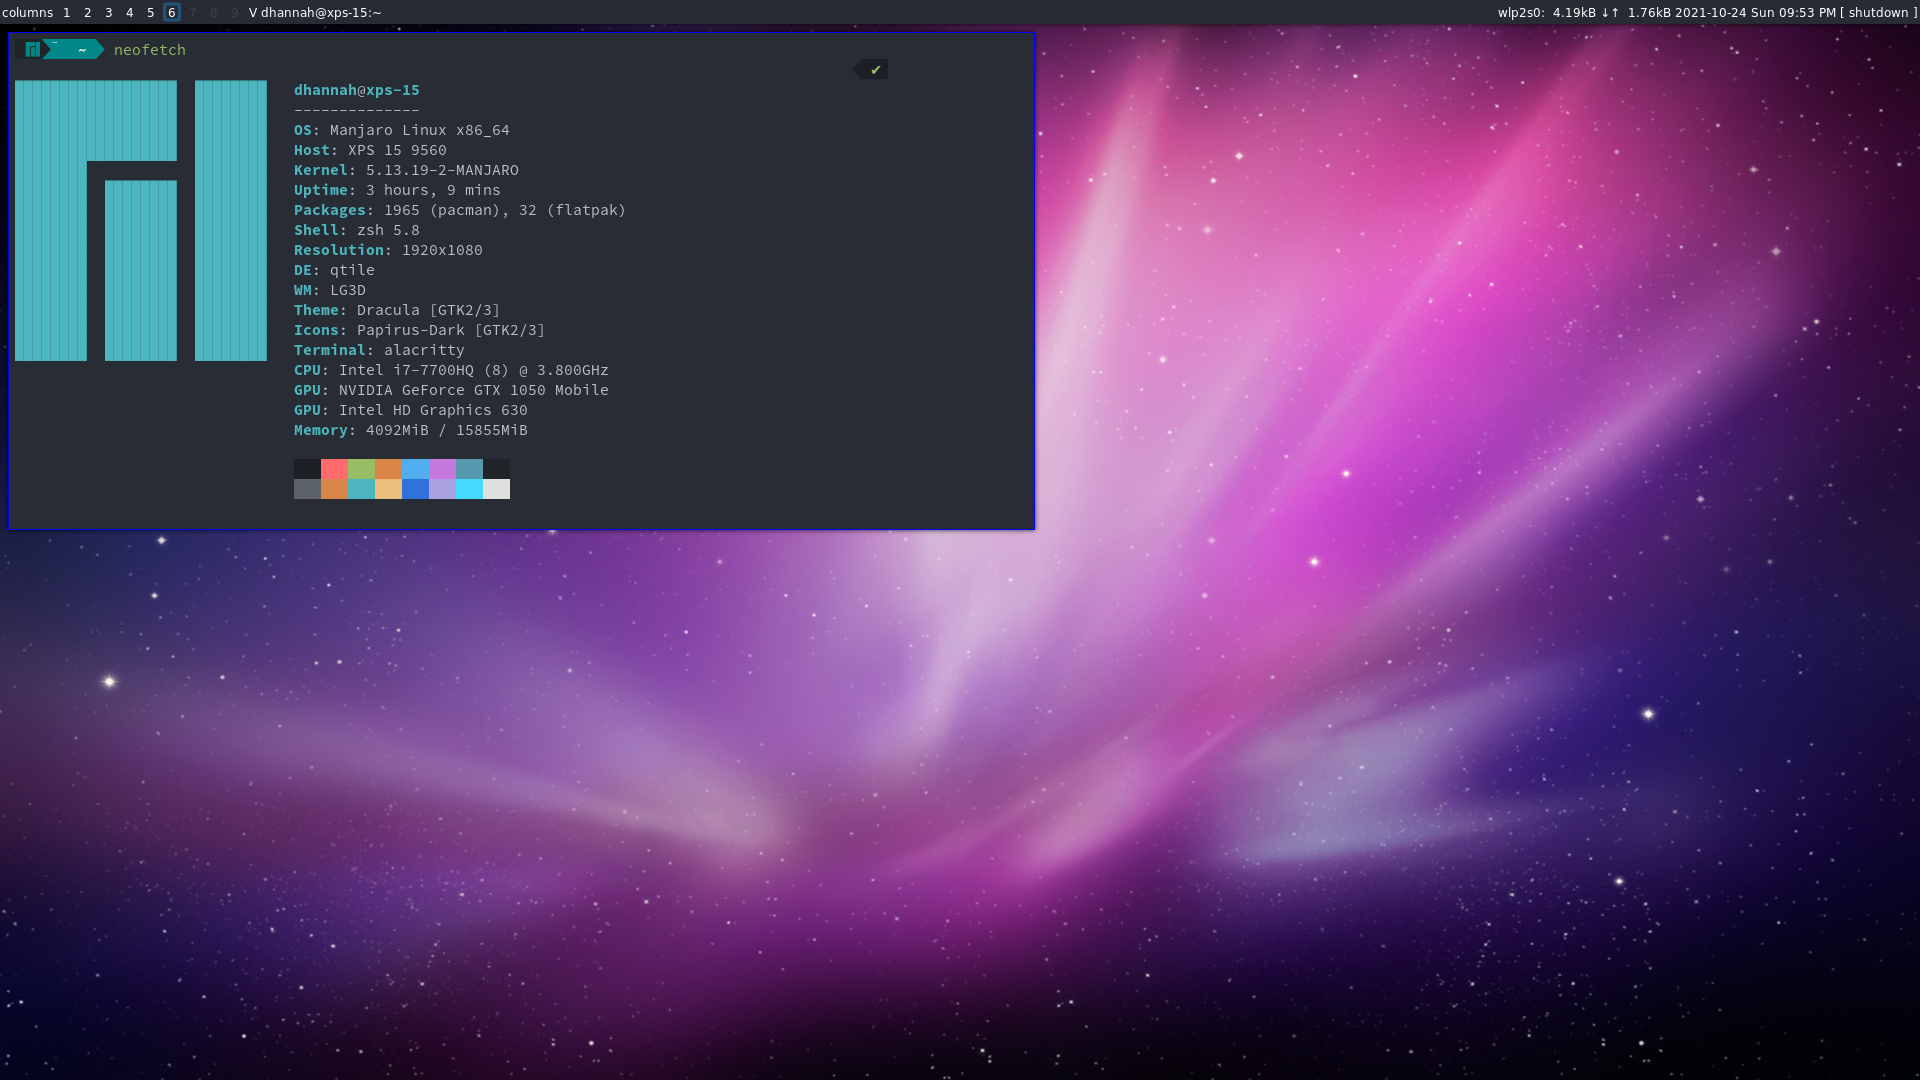 columns 1 2 3 4 5 6 7 8 9 V dhannah@xps-15:~ wlp2s0: 4.19kB ↓↑ 1.76kB 2021-10-24 Sun 09:53 PM [ shutdown ]
~ neofetch
✔
dhannah@xps-15
--------------
OS: Manjaro Linux x86_64
Host: XPS 15 9560
Kernel: 5.13.19-2-MANJARO
Uptime: 3 hours, 9 mins
Packages: 1965 (pacman), 32 (flatpak)
Shell: zsh 5.8
Resolution: 1920x1080
DE: qtile
WM: LG3D
Theme: Dracula [GTK2/3]
Icons: Papirus-Dark [GTK2/3]
Terminal: alacritty
CPU: Intel i7-7700HQ (8) @ 3.800GHz
GPU: NVIDIA GeForce GTX 1050 Mobile
GPU: Intel HD Graphics 630
Memory: 4092MiB / 15855MiB